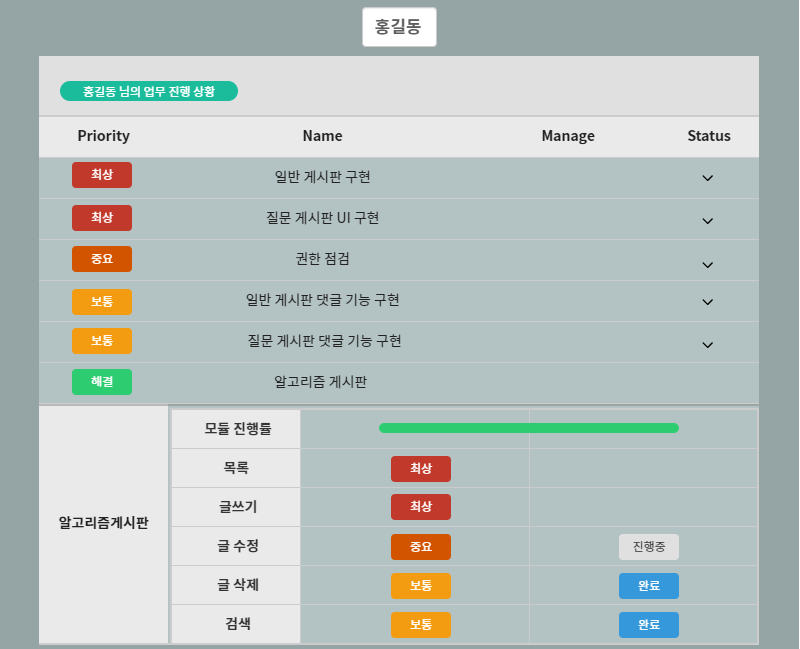 홍길동
홍길동 님의 업무 진행 상황
Priority Name Manage Status
최상 일반 게시판 구현
최상 질문 게시판 UI 구현
중요 권한 점검
보통 일반 게시판 댓글 기능 구현
보통 질문 게시판 댓글 기능 구현
해결 알고리즘 게시판
알고리즘게시판
모듈 진행률
목록 최상
글쓰기 최상
글 수정 중요 진행중
글 삭제 보통 완료
검색 보통 완료